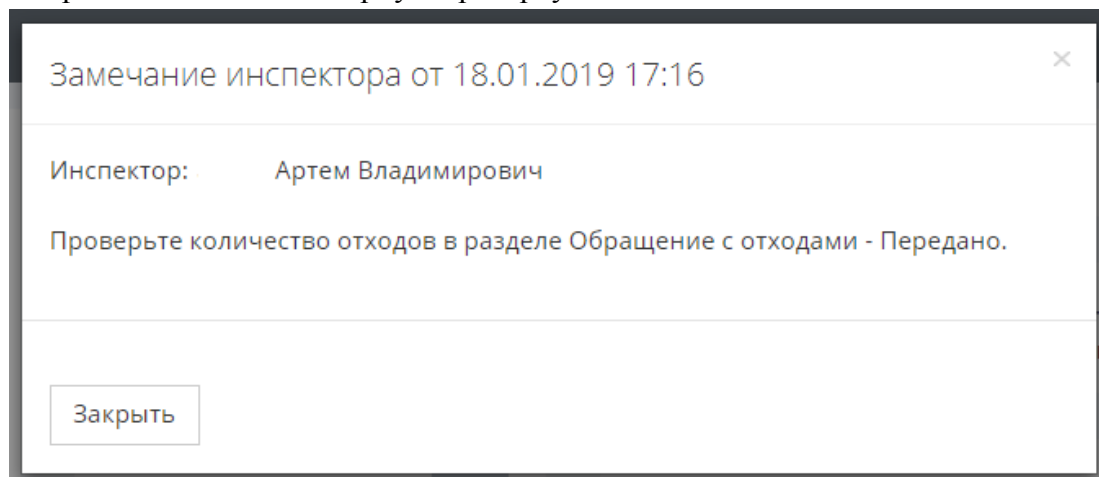 Замечание инспектора от 18.01.2019 17:16
×
Инспектор: Артем Владимирович
Проверьте количество отходов в разделе Обращение с отходами - Передано.
Закрыть